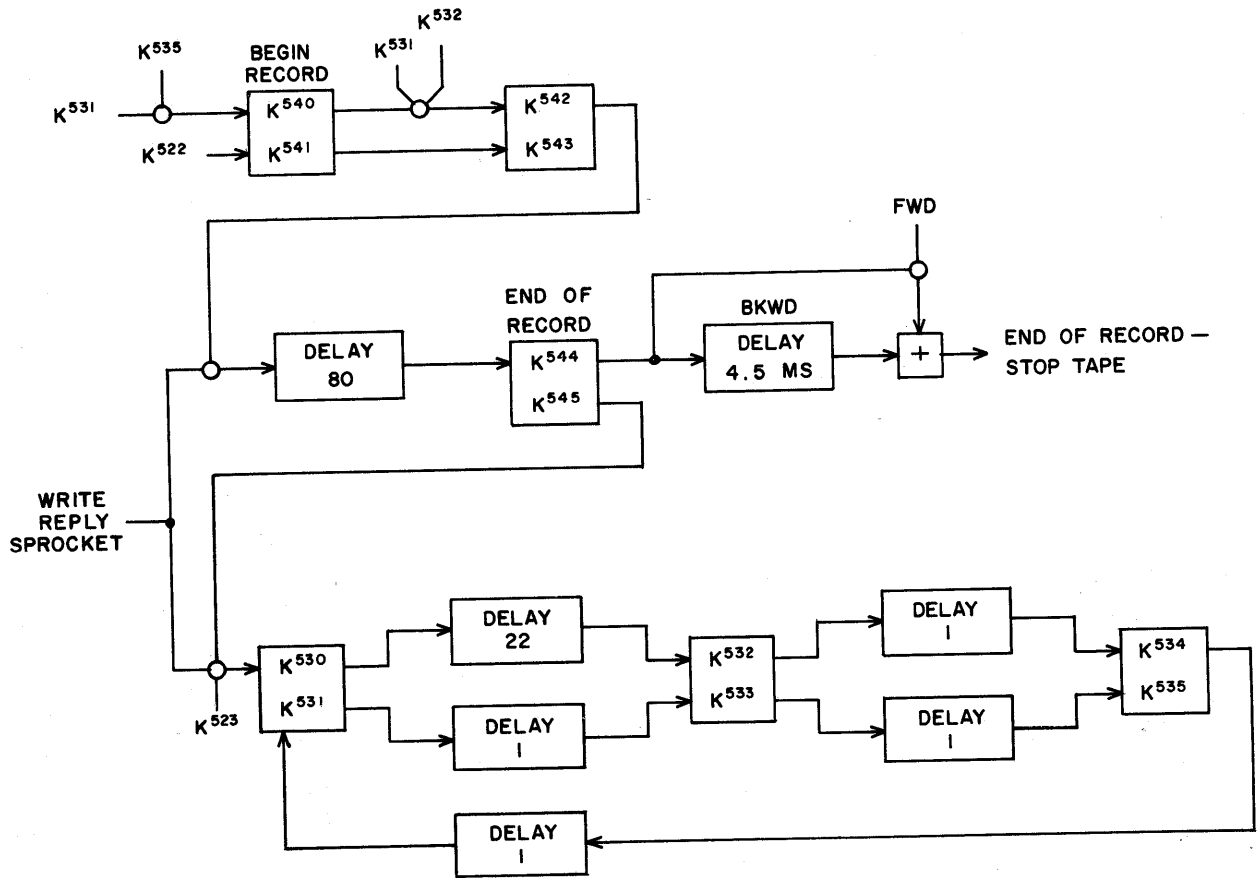 K532
K535
BEGIN
RECORD
K531
K531
K540
K542
K522
K541
K543
FWD
END OF
RECORD
BKWD
DELAY
80
K544
DELAY
4.5 MS
+
END OF RECORD —
STOP TAPE
K545
WRITE
REPLY
SPROCKET
DELAY
22
DELAY
1
K530
K532
K534
K531
K533
K535
K523
DELAY
1
DELAY
1
DELAY
1